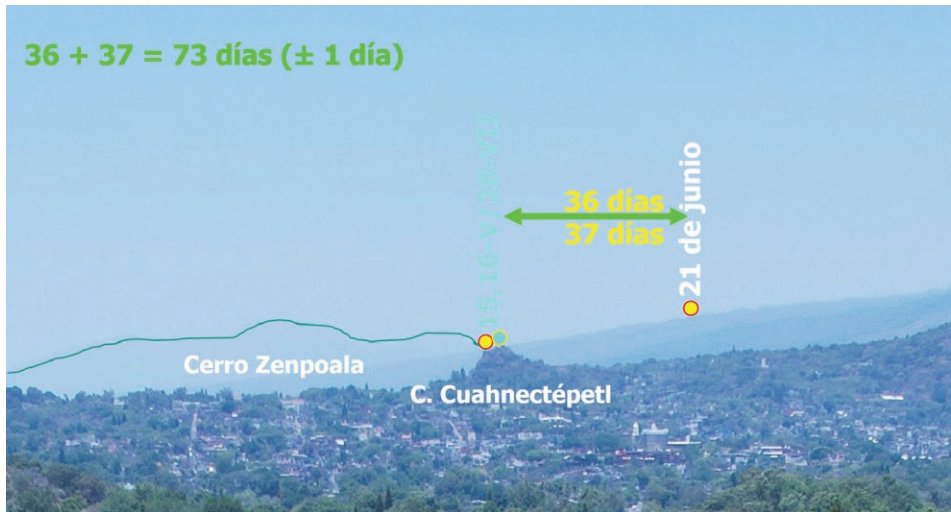 36 + 37 = 73 días (± 1 día)
36 días
37 días
21 de junio
Cerro Zenpoala
C. Cuahnectépetl